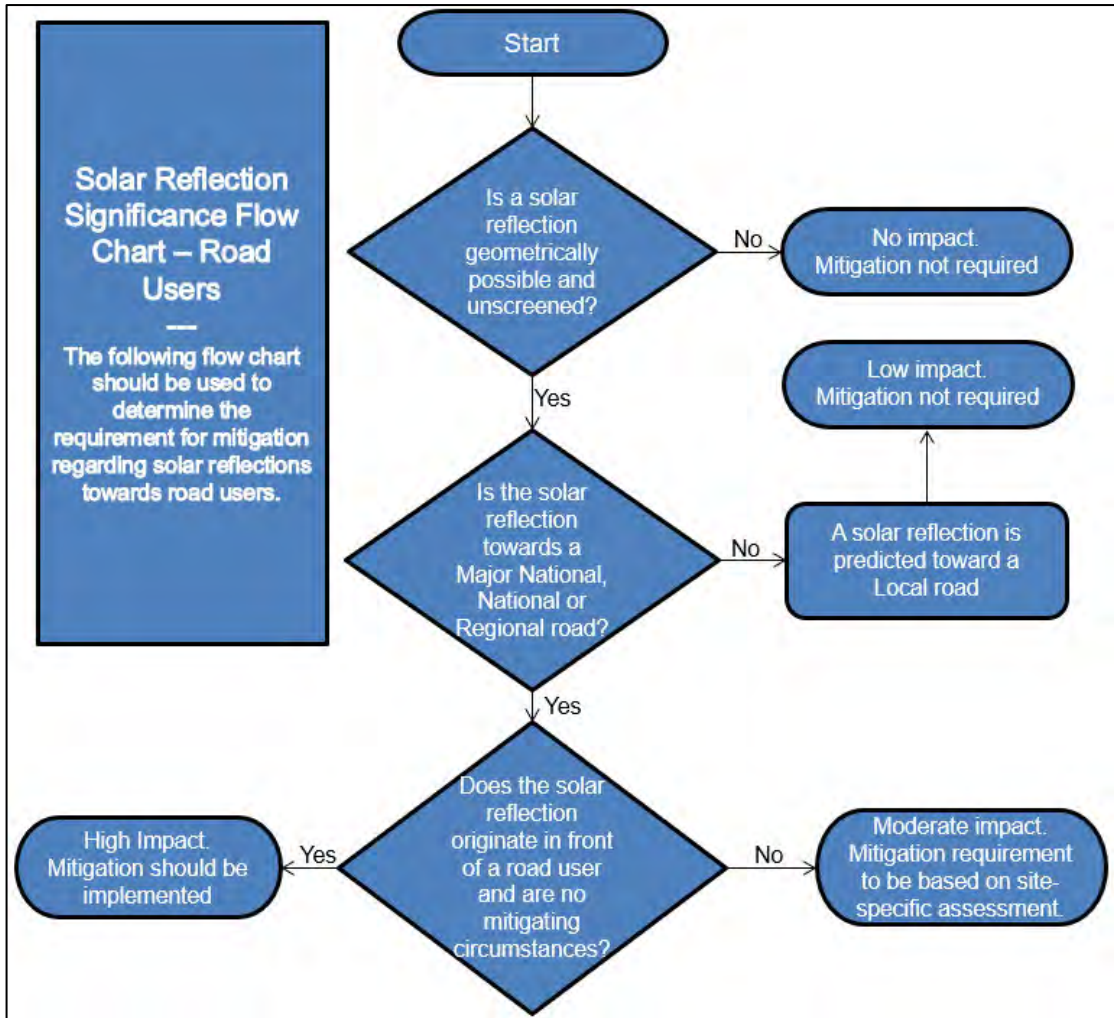 Solar Reflection
Significance Flow
Chart – Road
Users
---
The following flow chart
should be used to
determine the
requirement for mitigation
regarding solar reflections
towards road users.
Start
Is a solar
reflection
geometrically
possible and
unscreened?
No
No impact.
Mitigation not required
Yes
Low impact.
Mitigation not required
Is the solar
reflection
towards a
Major National,
National or
Regional road?
No
A solar reflection is
predicted toward a
Local road
Yes
Does the solar
reflection
originate in front
of a road user
and are no
mitigating
circumstances?
Yes
High Impact.
Mitigation should be
implemented
No
Moderate impact.
Mitigation requirement
to be based on site-
specific assessment.